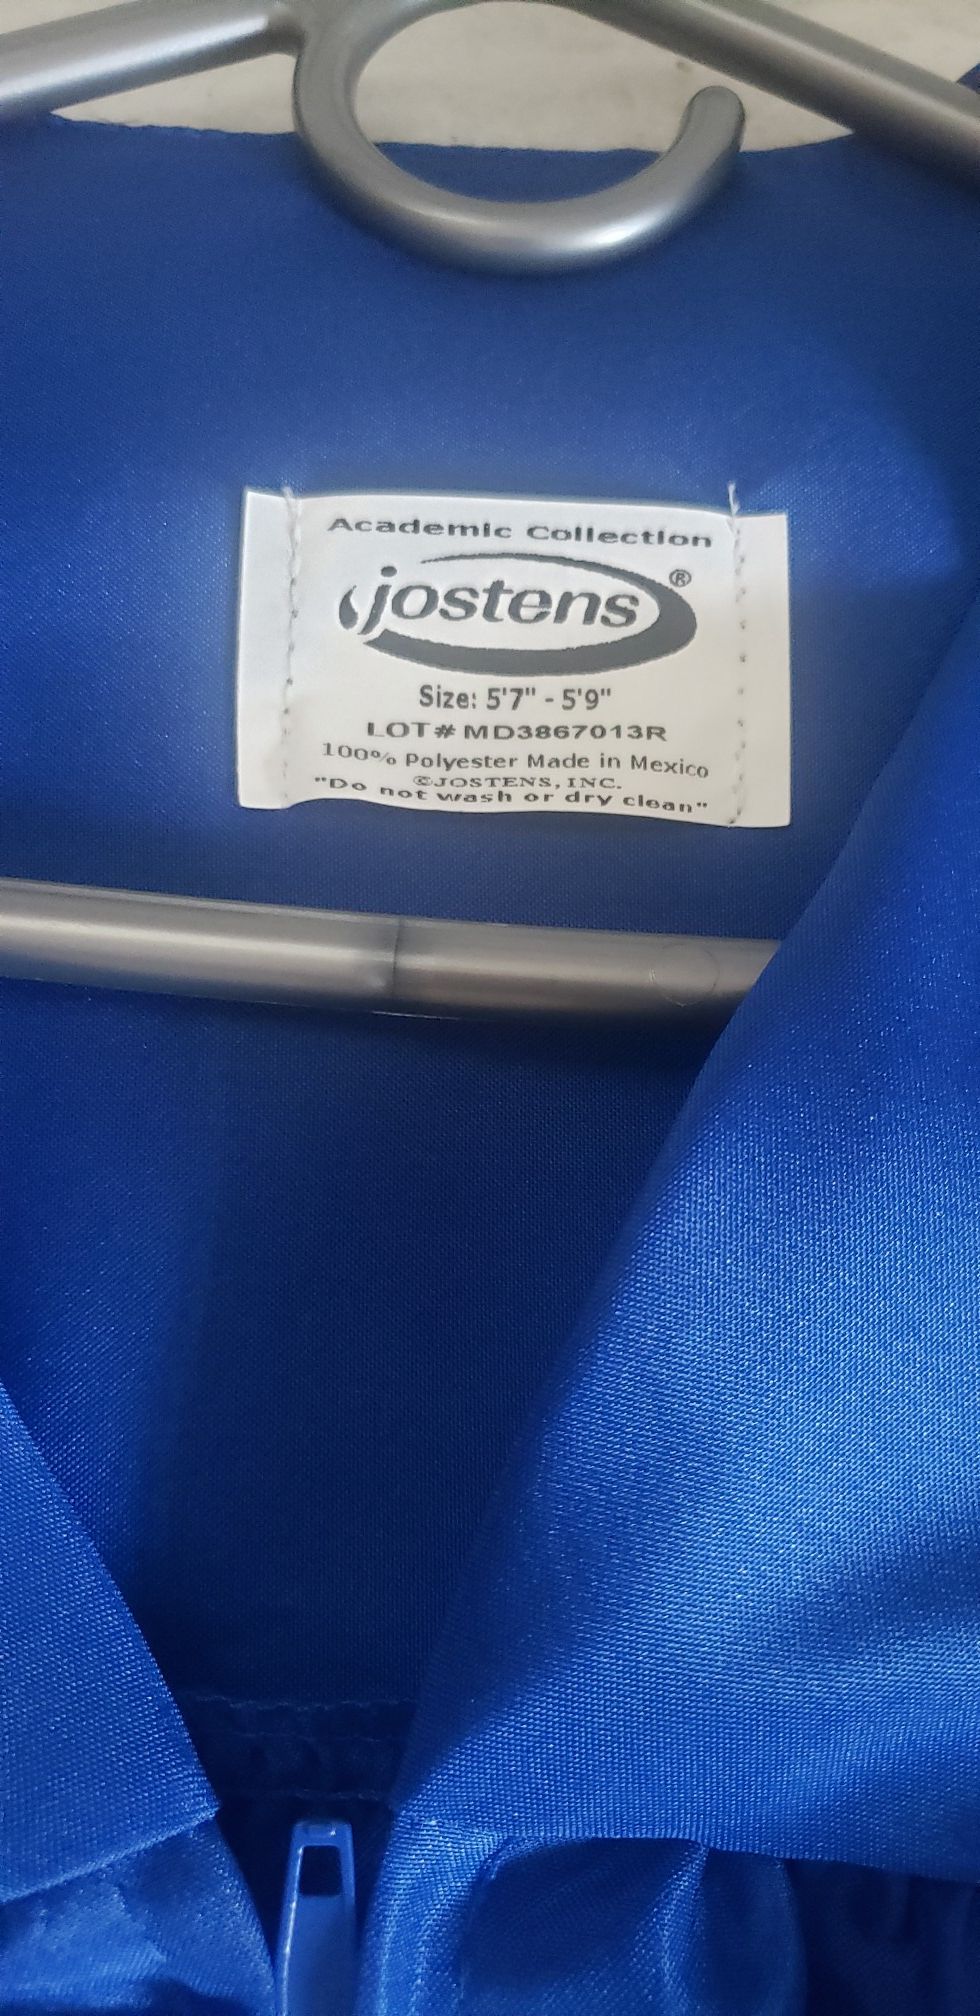 Academic Collection
jostens®
Size: 5'7" - 5'9"
LOT# MD3867013R
100% Polyester Made in Mexico
©JOSTENS, INC.
"Do not wash or dry clean"